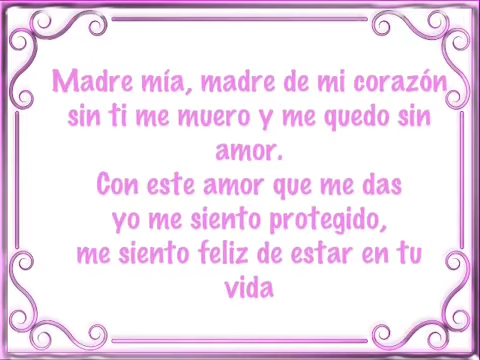 Madre mía, madre de mi corazón
sin ti me muero y me quedo sin
amor.
Con este amor que me das
yo me siento protegido,
me siento feliz de estar en tu
vida